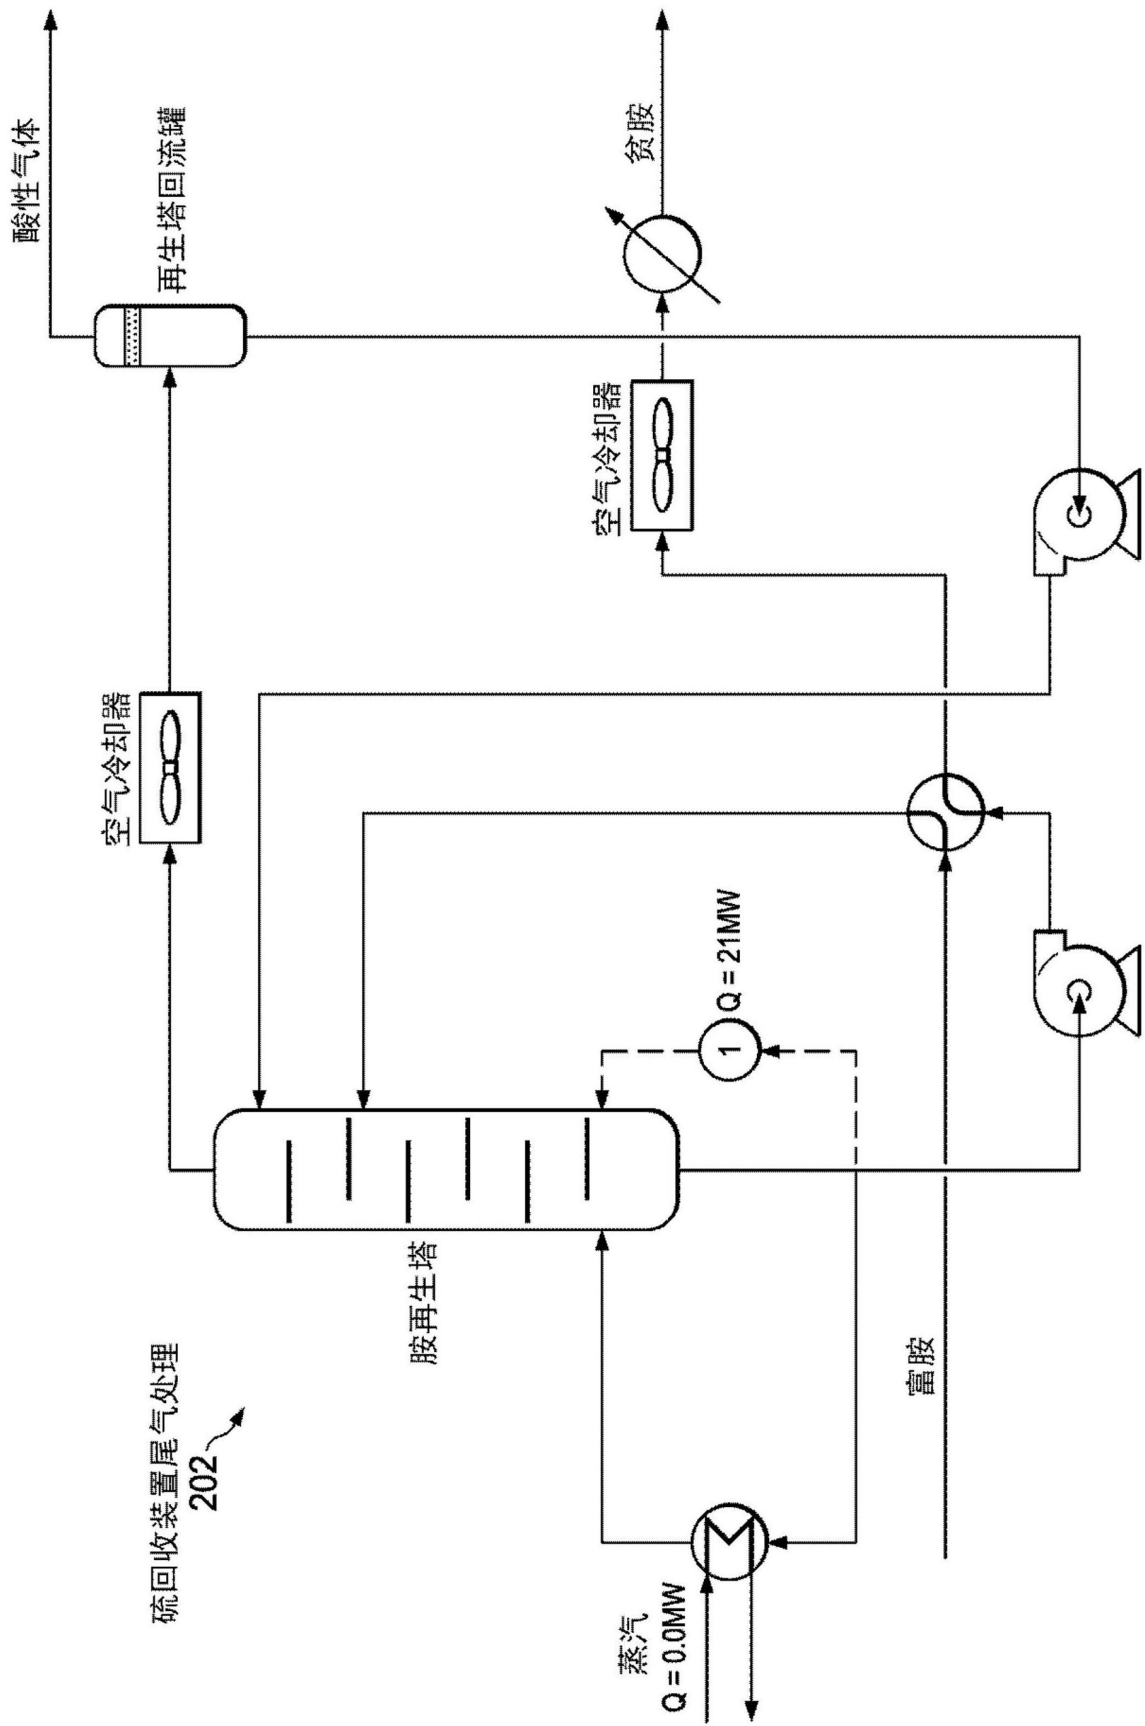 硫回收装置尾气处理
202
胺再生塔
空气冷却器
酸性气体
再生塔回流罐
空气冷却器
贫胺
1
Q = 21MW
蒸汽
Q = 0.0MW
富胺